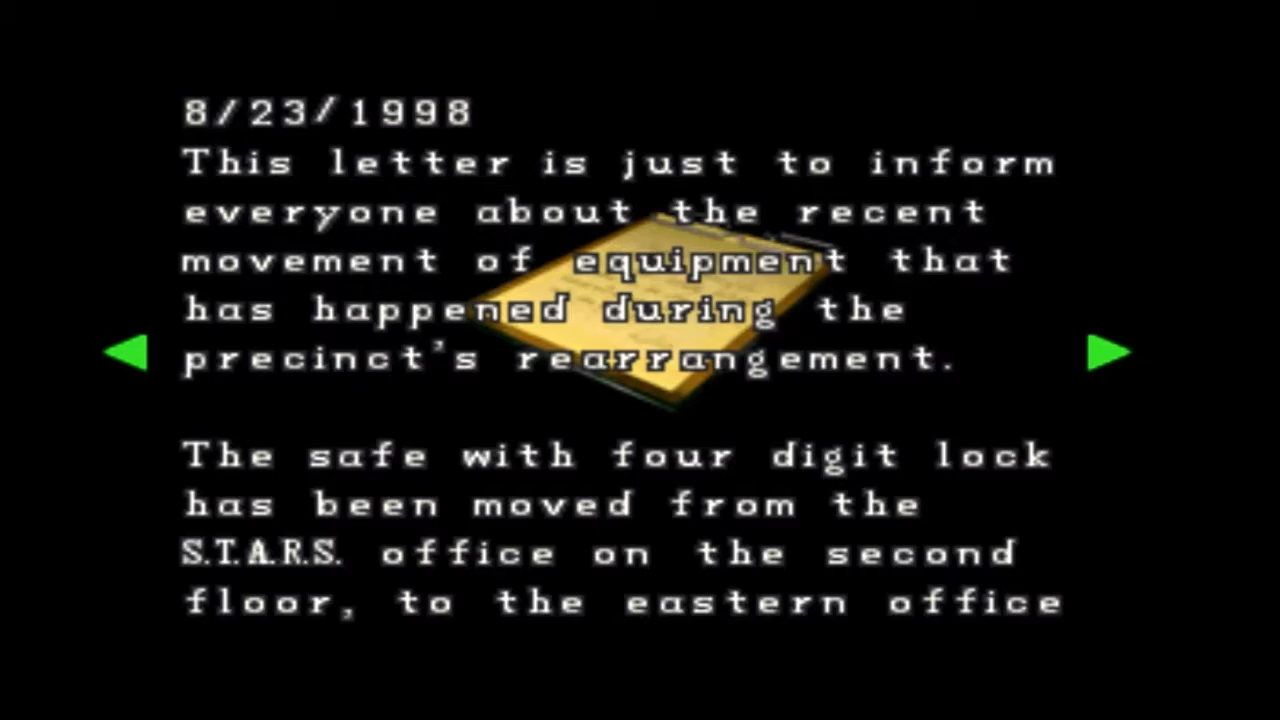 8/23/1998
This letter is just to inform
everyone about the recent
movement of equipment that
has happened during the
precinct's rearrangement.
The safe with four digit lock
has been moved from the
S.T.A.R.S. office on the second
floor, to the eastern office